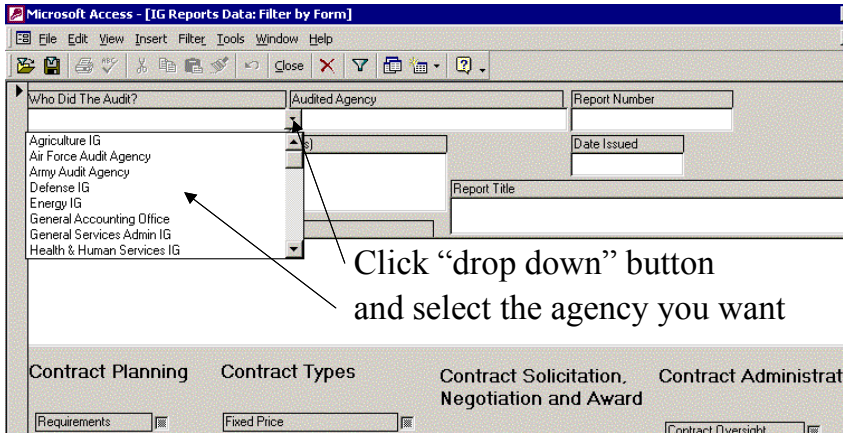 Microsoft Access - [IG Reports Data: Filter by Form]
File Edit View Insert Filter Tools Window Help
Close
Who Did The Audit? Audited Agency Report Number
Agriculture IG
Air Force Audit Agency
Army Audit Agency
Defense IG
Energy IG
General Accounting Office
General Services Admin IG
Health & Human Services IG
s) Date Issued
Report Title
Click “drop down” button
and select the agency you want
Contract Planning Contract Types Contract Solicitation, Contract Administrat
Negotiation and Award
Requirements Fixed Price Contract Oversight